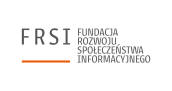 FRSI
FUNDACJA
ROZWOJU
SPOŁECZEŃSTWA
INFORMACYJNEGO